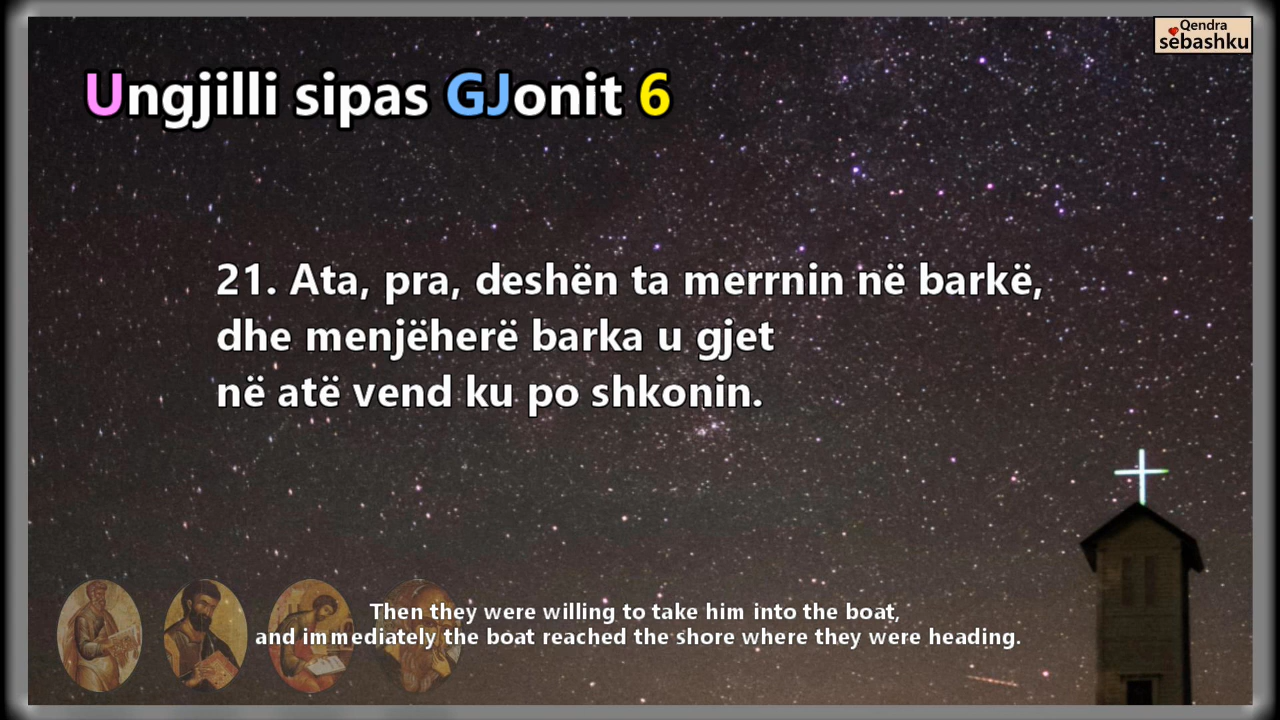 Qendra
sëbashku
Ungjilli sipas GJonit 6
21. Ata, pra, deshën ta merrnin në barkë,
dhe menjëherë barka u gjet
në atë vend ku po shkonin.
Then they were willing to take him into the boat,
and immediately the boat reached the shore where they were heading.